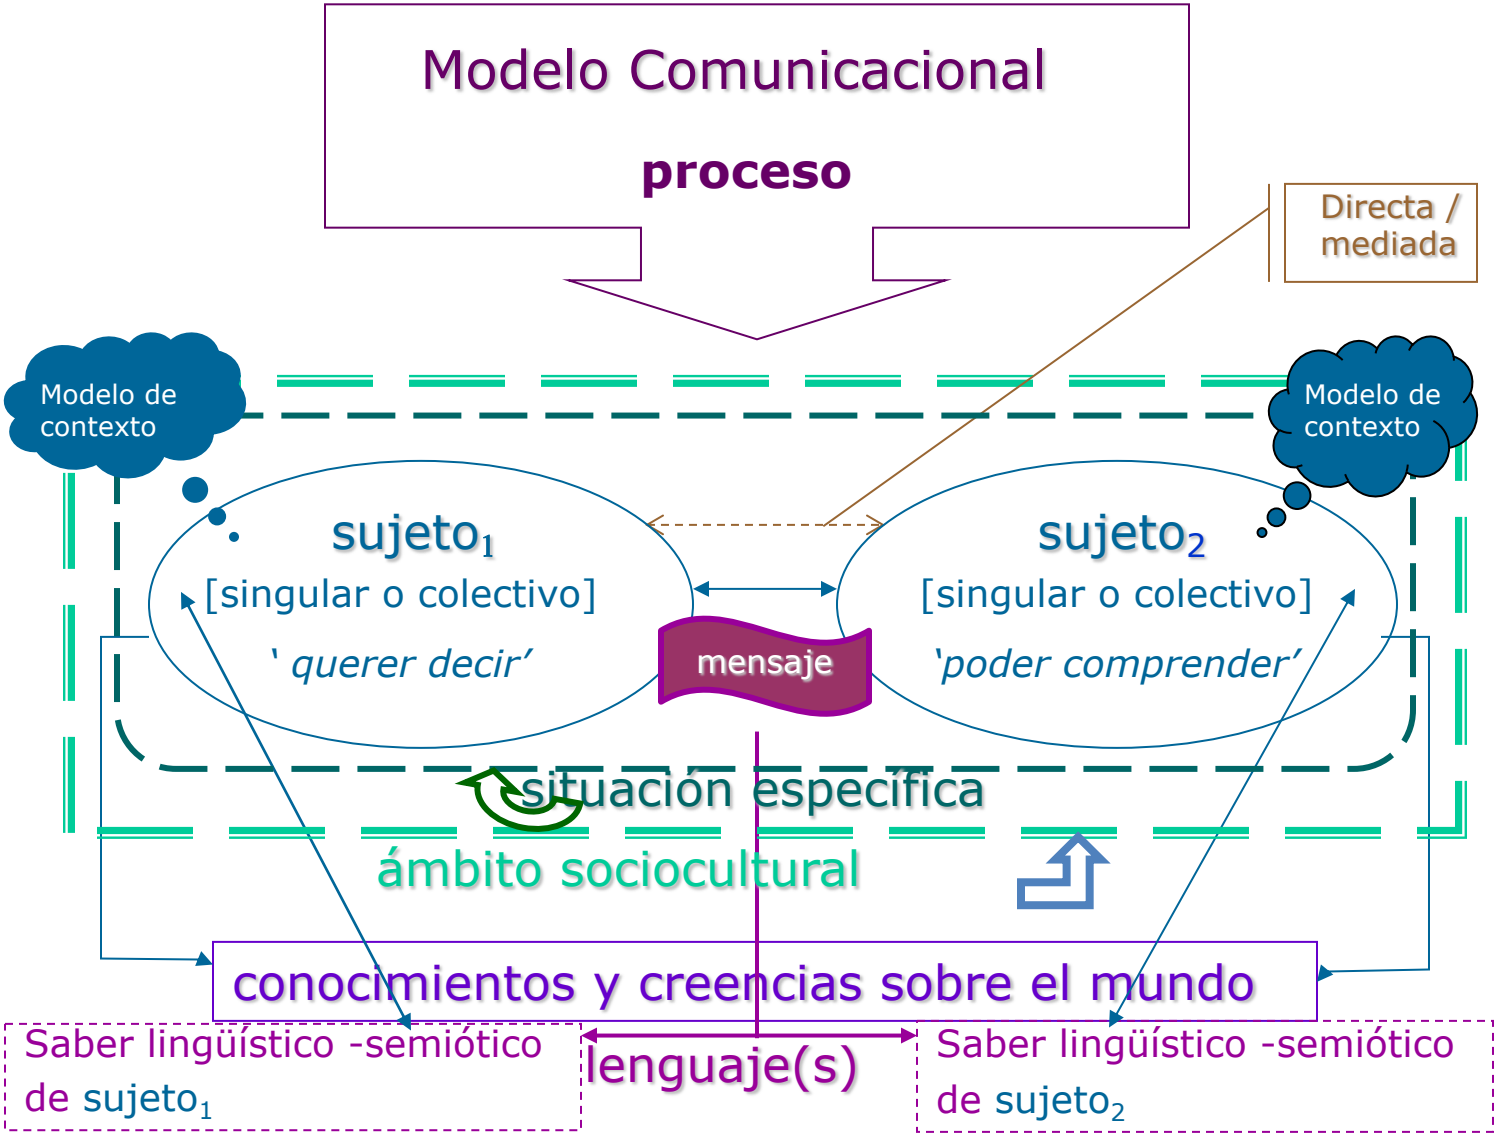 Modelo Comunicacional
proceso
Directa /
mediada
Modelo de
contexto
Modelo de
contexto
sujeto₁
[singular o colectivo]
‘ querer decir’
sujeto₂
[singular o colectivo]
‘poder comprender’
mensaje
situación específica
ámbito sociocultural
conocimientos y creencias sobre el mundo
Saber lingüístico -semiótico
de sujeto₁
lenguaje(s)
Saber lingüístico -semiótico
de sujeto₂